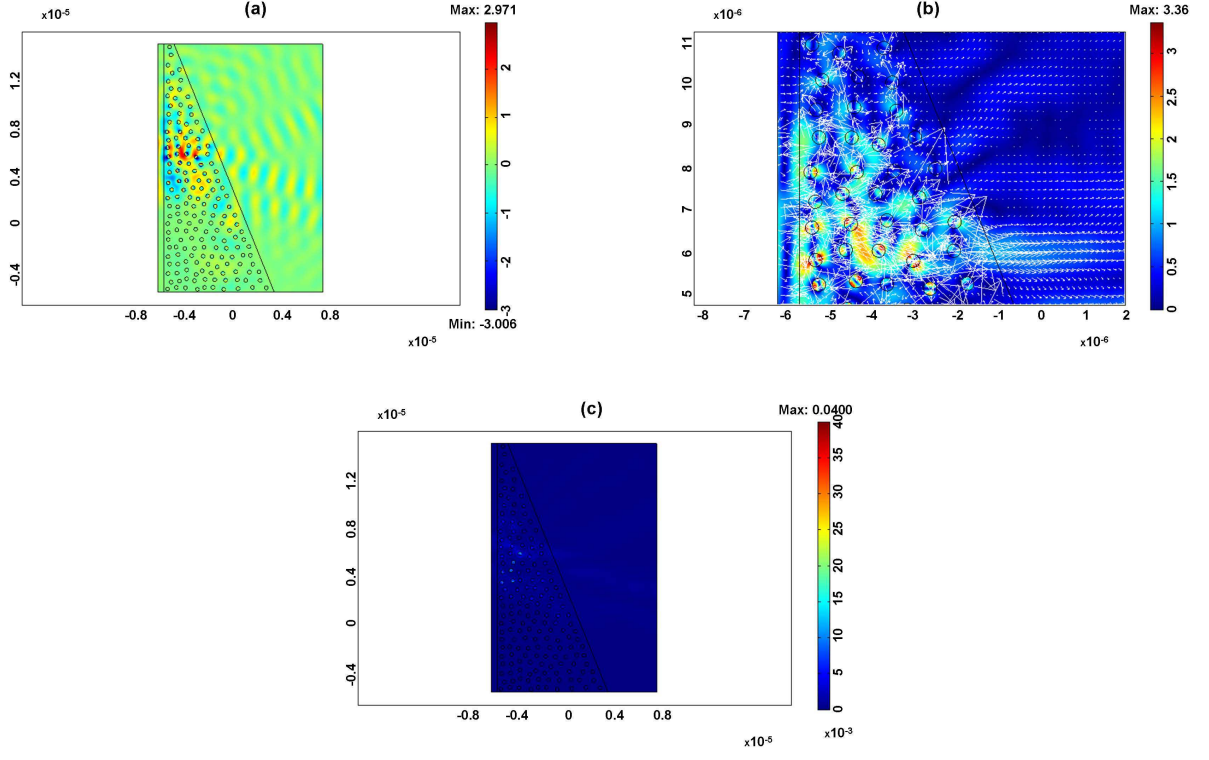 x10-5
(a)
Max: 2.971
1.2
0.8
0.4
0
-0.4
2
1
0
-1
-2
-3
Min: -3.006
-0.8 -0.4 0 0.4 0.8
x10-5
x10-6
(b)
Max: 3.36
11
10
9
8
7
6
5
3
2.5
2
1.5
1
0.5
0
-8 -7 -6 -5 -4 -3 -2 -1 0 1 2
x10-6
x10-5
(c)
Max: 0.0400
1.2
0.8
0.4
0
-0.4
40
35
30
25
20
15
10
5
0
-0.8 -0.4 0 0.4 0.8
x10-5
x10-3